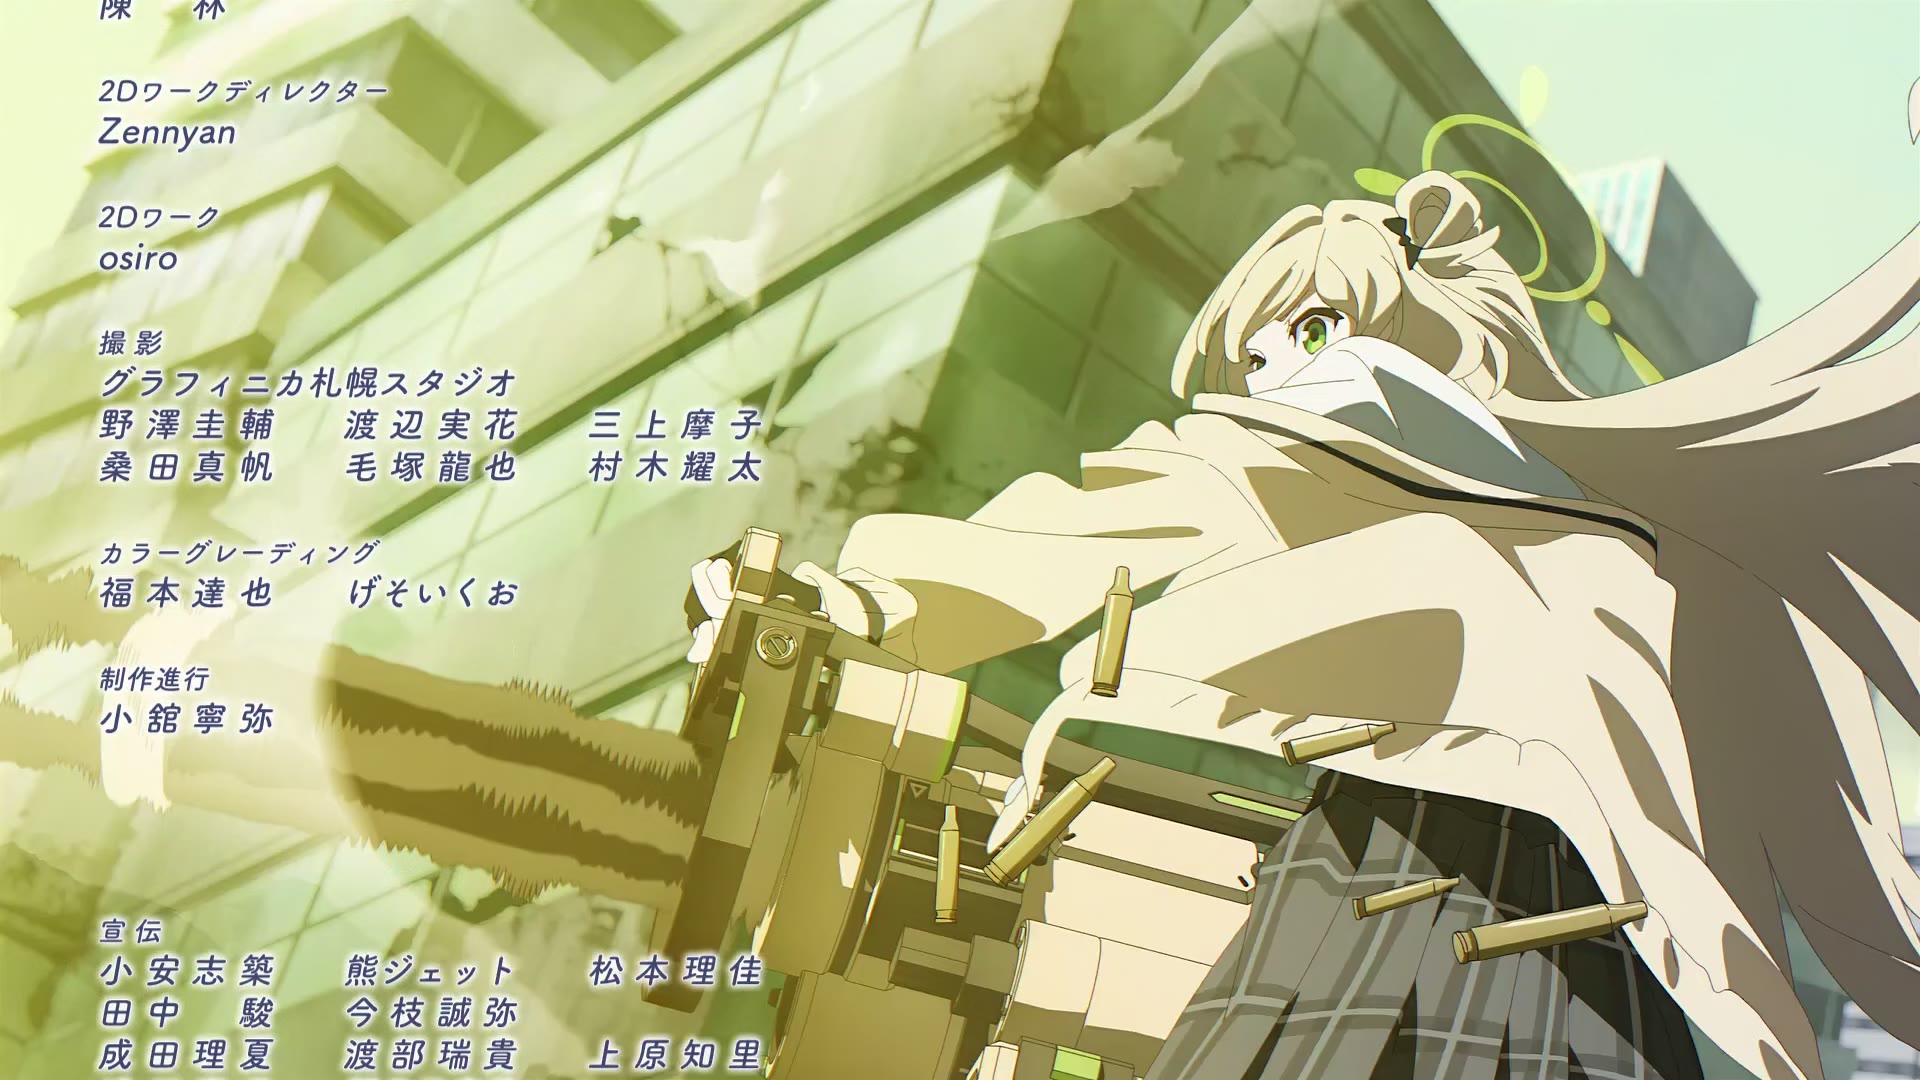 陳　林
2Dワークディレクター
Zennyan
2Dワーク
osiro
撮影
グラフィニカ札幌スタジオ
野澤圭輔　渡辺実花　三上摩子
桑田真帆　毛塚龍也　村木耀太
カラーグレーディング
福本達也　げそいくお
制作進行
小舘寧弥
宣伝
小安志築　熊ジェット　松本理佳
田中　駿　今枝誠弥
成田理夏　渡部瑞貴　上原知里